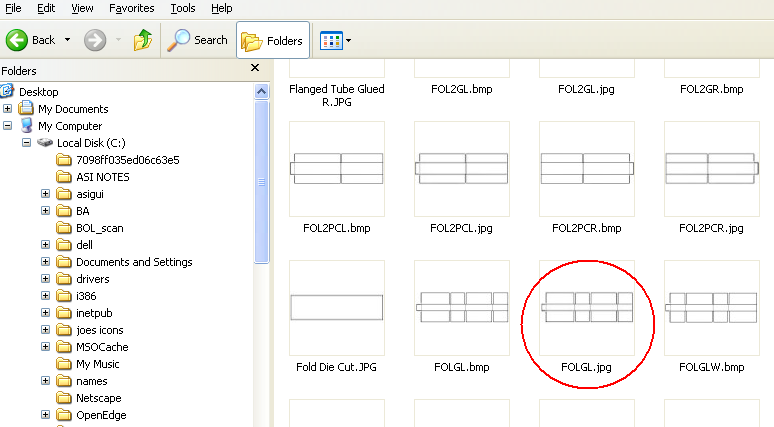 File Edit View Favorites Tools Help
Back Search Folders
Folders
Desktop
My Documents
My Computer
Local Disk (C:)
7098ff035ed06c63e5
ASI NOTES
asigui
BA
BOL_scan
dell
Documents and Settings
drivers
i386
inetpub
joes icons
MSOCache
My Music
names
Netscape
OpenEdge
Flanged Tube Glued FOL2GL.bmp FOL2GL.jpg FOL2GR.bmp
R.JPG
FOL2PCL.bmp FOL2PCL.jpg FOL2PCR.bmp FOL2PCR.jpg
Fold Die Cut.JPG FOLGL.bmp FOLGL.jpg FOLGLW.bmp